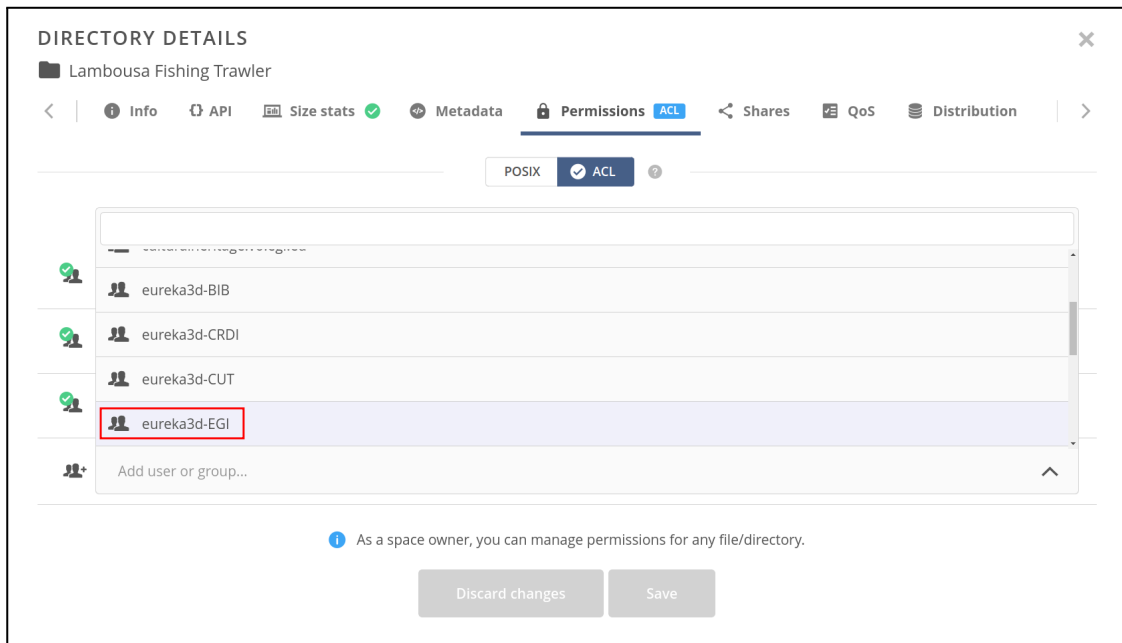 DIRECTORY DETAILS
Lambousa Fishing Trawler
Info API Size stats Metadata Permissions ACL Shares QoS Distribution
POSIX ACL
eureka3d-BIB
eureka3d-CRDI
eureka3d-CUT
eureka3d-EGI
Add user or group...
As a space owner, you can manage permissions for any file/directory.
Discard changes Save